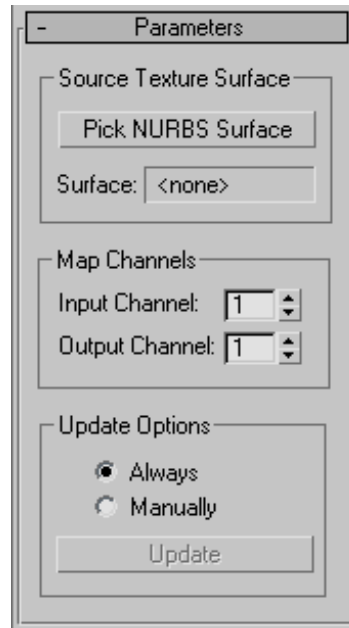 - Parameters
Source Texture Surface
Pick NURBS Surface
Surface: <none>
Map Channels
Input Channel: 1
Output Channel: 1
Update Options
Always
Manually
Update